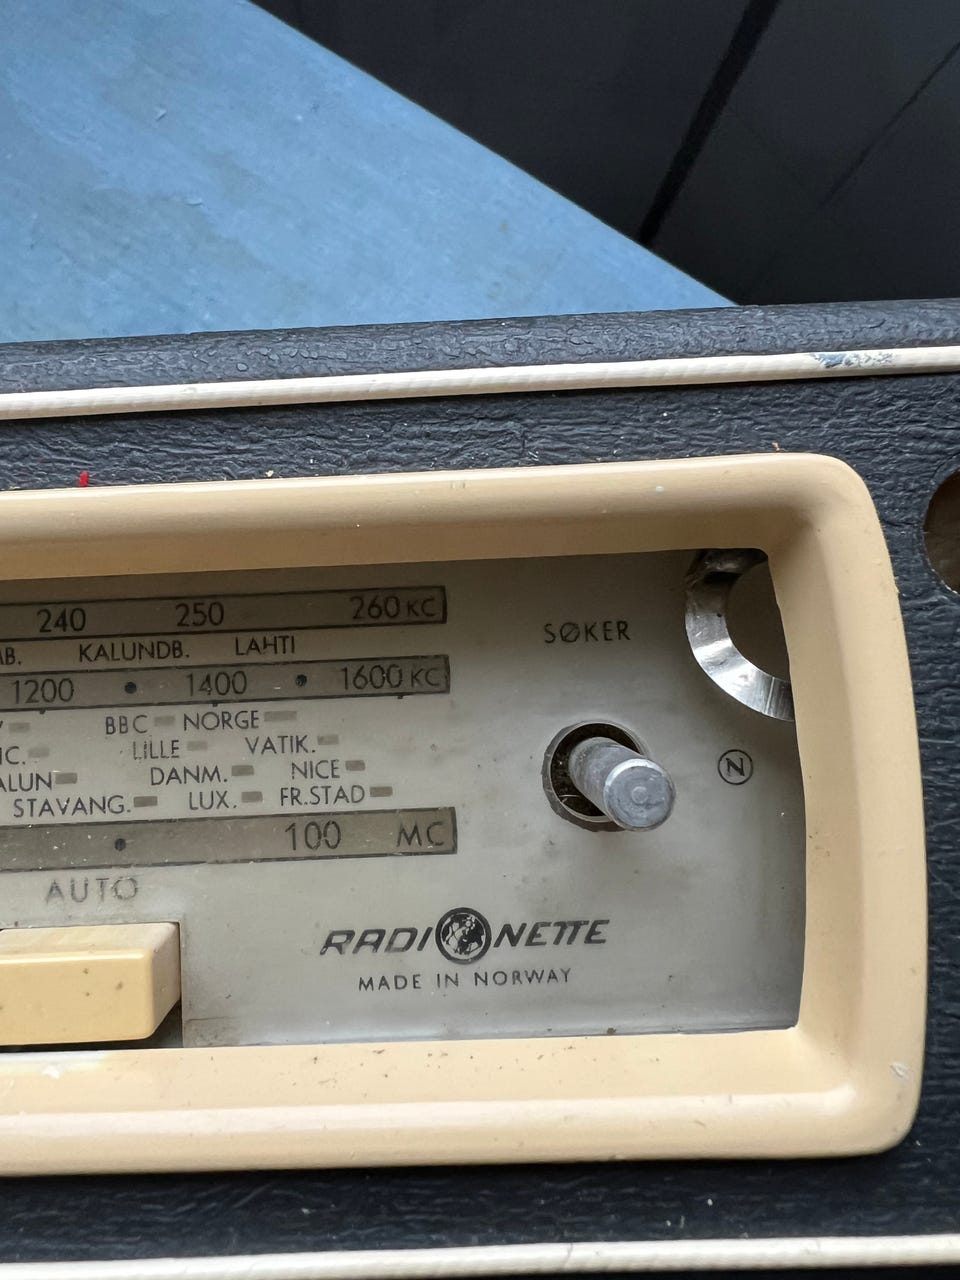 240 250 260 KC
KALUNDB. LAHTI
1200 • 1400 • 1600 KC
BBC NORGE
LILLE VATIK.
DANM. NICE
STAVANG. LUX. FR.STAD
• 100 MC
SØKER
N
AUTO
RADIONETTE
MADE IN NORWAY